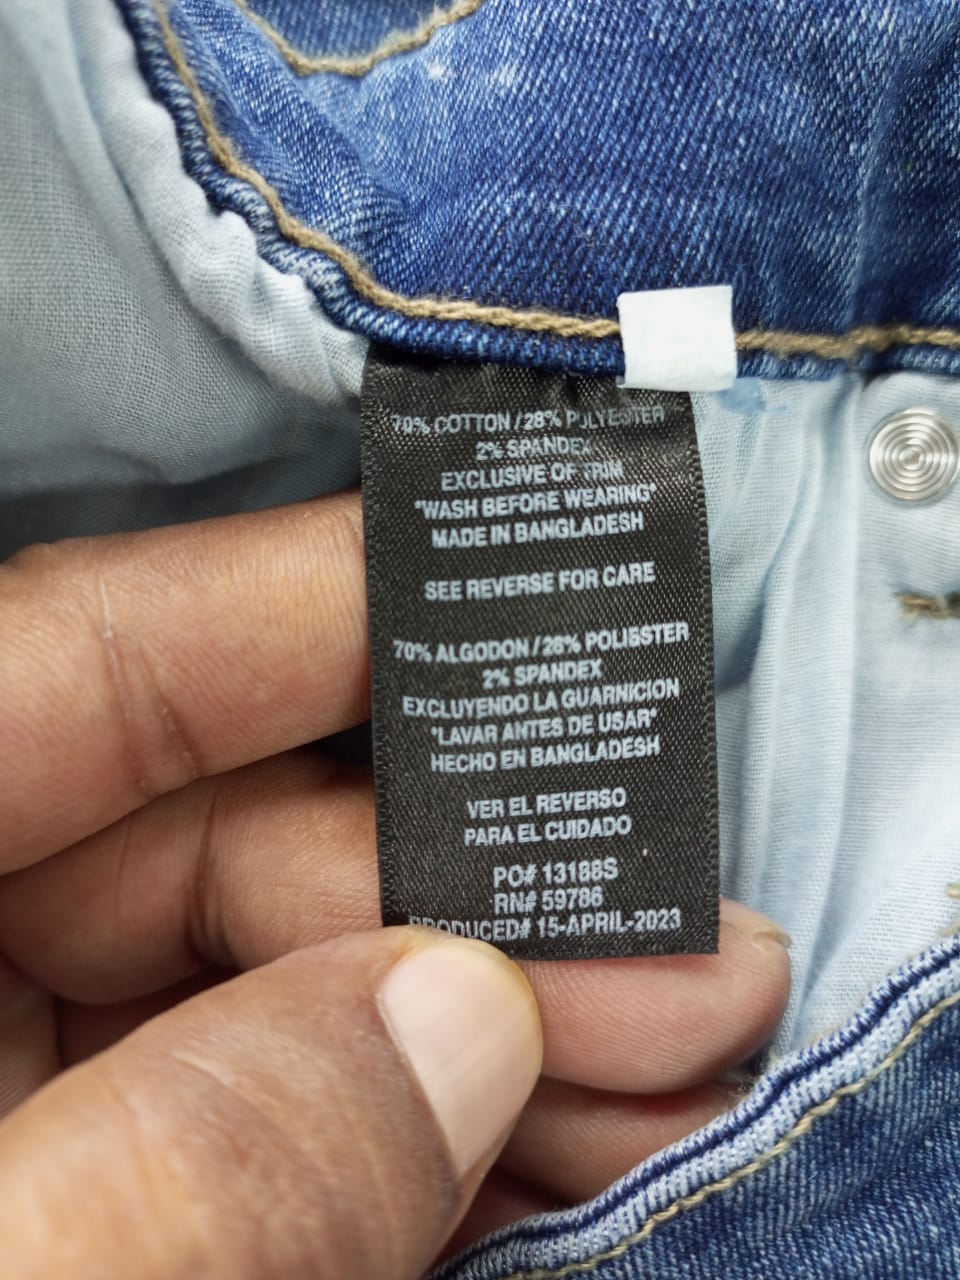 70% COTTON / 28% POLYESTER
2% SPANDEX
EXCLUSIVE OF TRIM
*WASH BEFORE WEARING*
MADE IN BANGLADESH
SEE REVERSE FOR CARE
70% ALGODON / 28% POLIESTER
2% SPANDEX
EXCLUYENDO LA GUARNICION
*LAVAR ANTES DE USAR*
HECHO EN BANGLADESH
VER EL REVERSO
PARA EL CUIDADO
PO# 13188S
RN# 59786
PRODUCED# 15-APRIL-2023